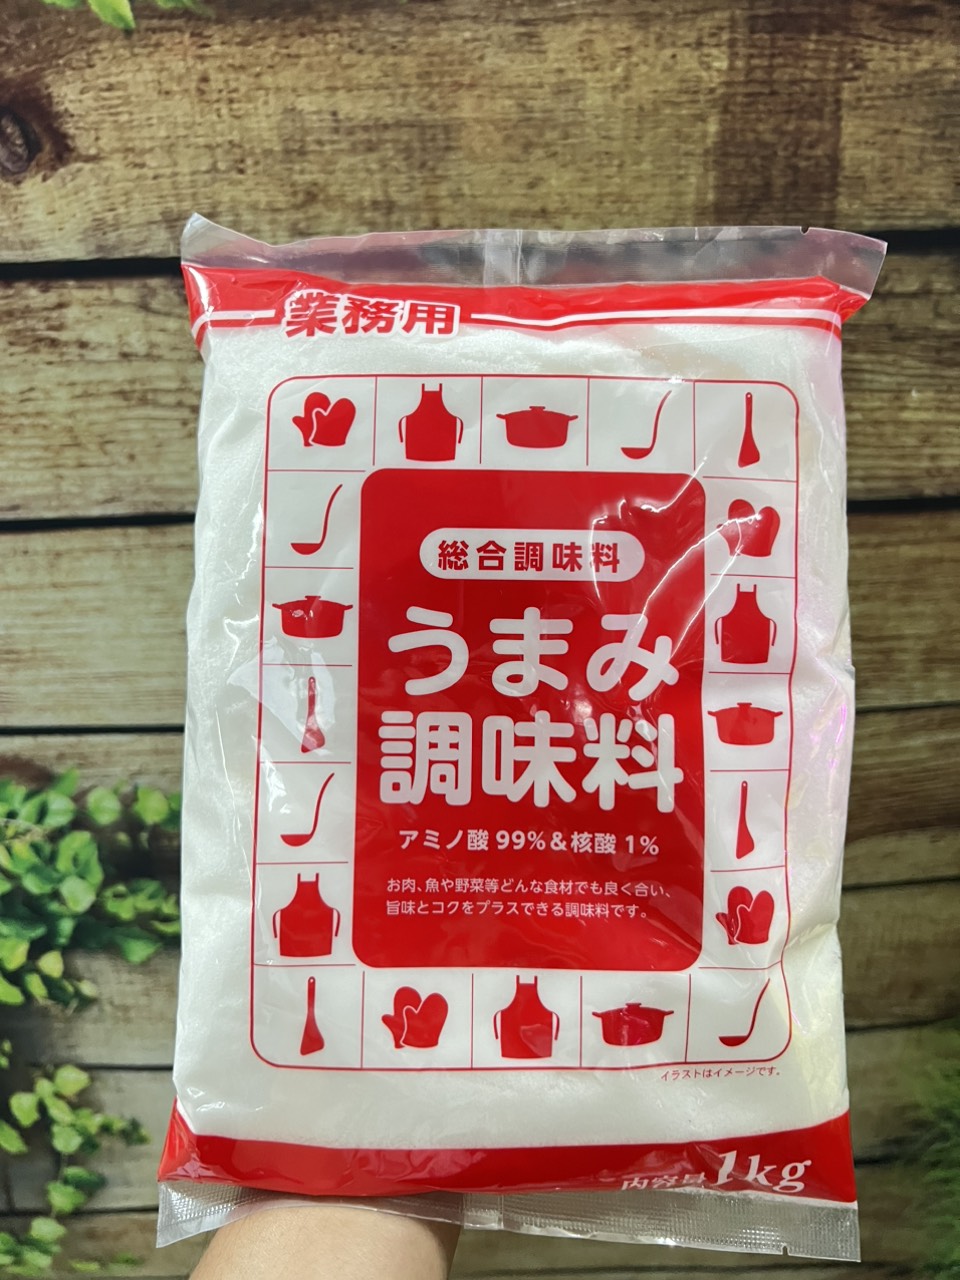 業務用
総合調味料
うまみ
調味料
アミノ酸 99%&核酸 1%
お肉、魚や野菜等どんな食材でも良く合い、
旨味とコクをプラスできる調味料です。
イラストはイメージです。
内容量 1kg